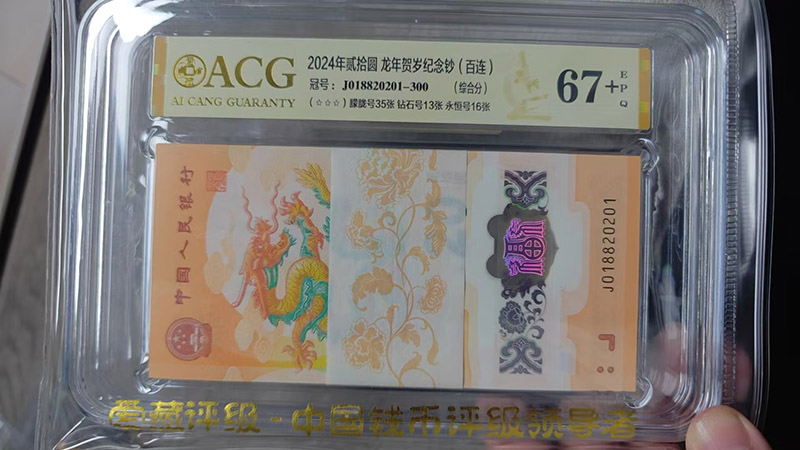 ACG
AI CANG GUARANTY
2024年贰拾圆 龙年贺岁纪念钞（百连）
冠号：J018820201-300 （综合分）
（☆☆☆）朦胧号35张 钻石号13张 永恒号16张
67+
EPQ
中国人民银行
福
J018820201
爱藏评级-中国钱币评级领导者